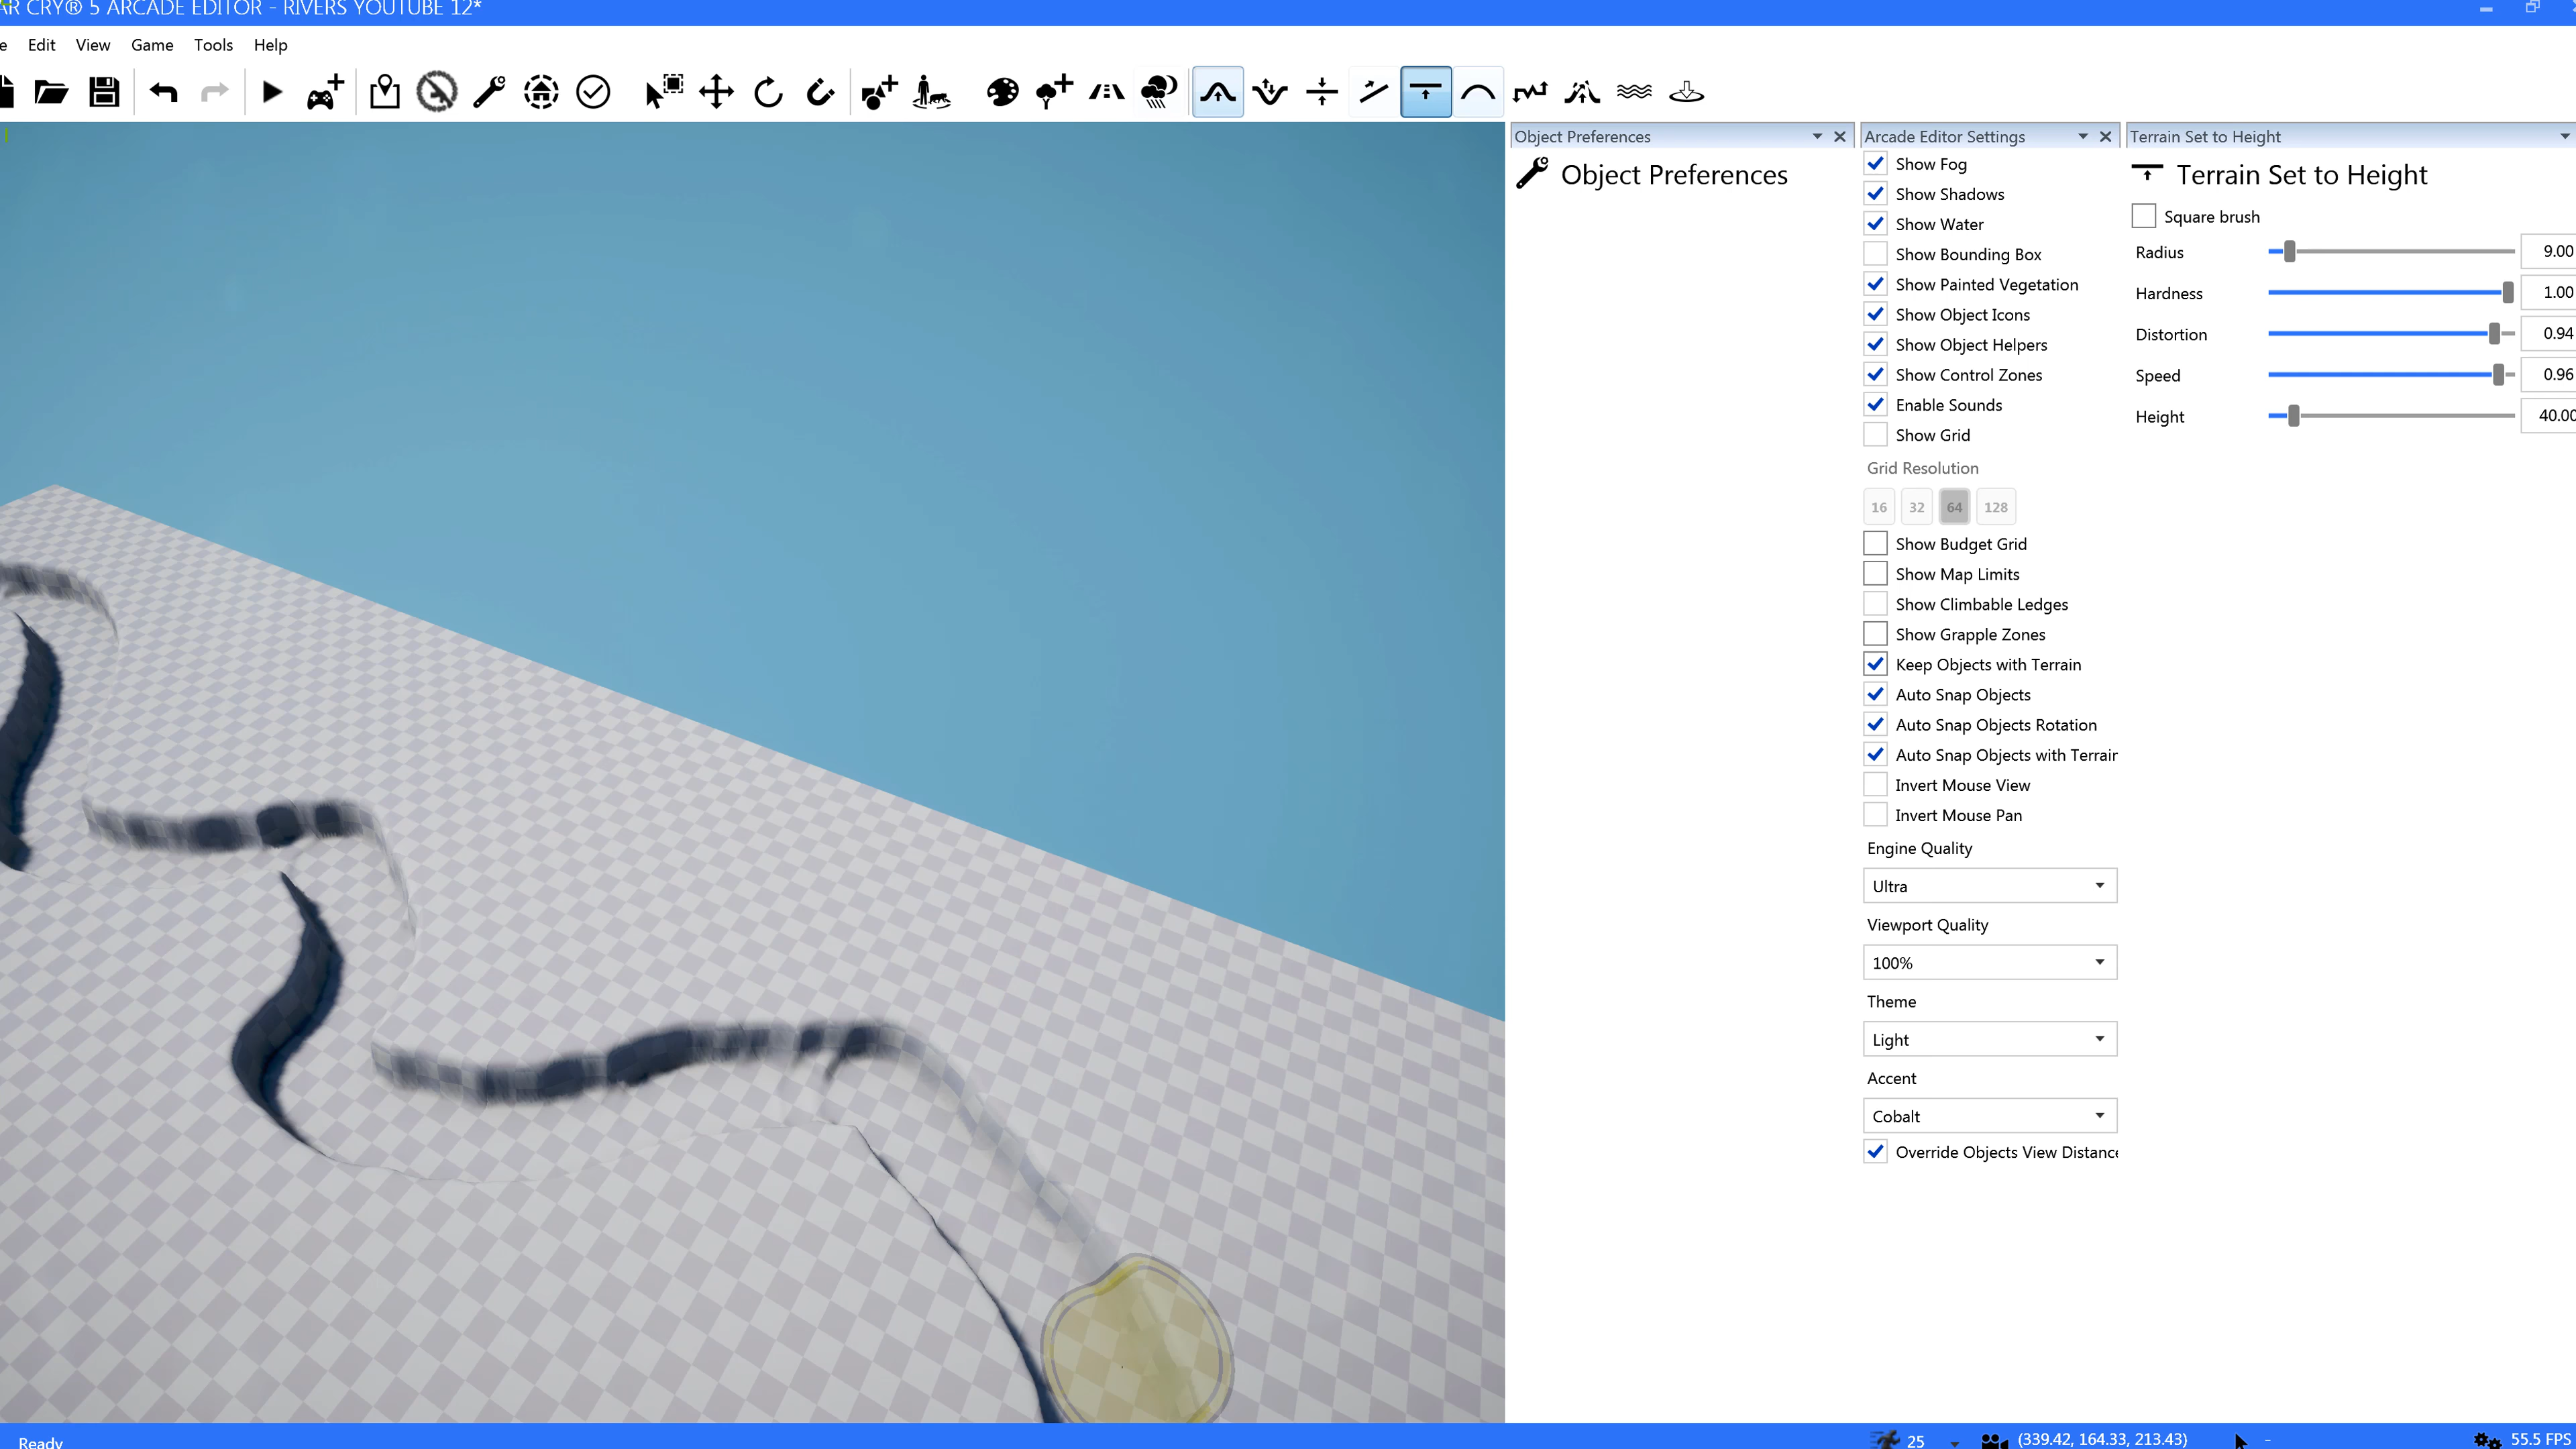 AR CRY® 5 ARCADE EDITOR - RIVERS YOUTUBE 12*
e Edit View Game Tools Help
Object Preferences
Object Preferences
Arcade Editor Settings
Show Fog
Show Shadows
Show Water
Show Bounding Box
Show Painted Vegetation
Show Object Icons
Show Object Helpers
Show Control Zones
Enable Sounds
Show Grid
Grid Resolution
16 32 64 128
Show Budget Grid
Show Map Limits
Show Climbable Ledges
Show Grapple Zones
Keep Objects with Terrain
Auto Snap Objects
Auto Snap Objects Rotation
Auto Snap Objects with Terrain
Invert Mouse View
Invert Mouse Pan
Engine Quality
Ultra
Viewport Quality
100%
Theme
Light
Accent
Cobalt
Override Objects View Distance
Terrain Set to Height
Terrain Set to Height
Square brush
Radius 9.00
Hardness 1.00
Distortion 0.94
Speed 0.96
Height 40.00
Ready 25 (339.42, 164.33, 213.43) - 55.5 FPS